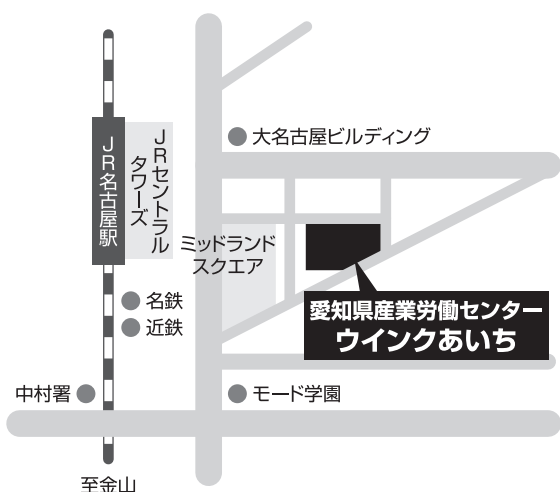 大名古屋ビルディング
JR名古屋駅
JRセントラル
タワーズ
ミッドランド
スクエア
名鉄
近鉄
愛知県産業労働センター
ウインクあいち
中村署
モード学園
至金山